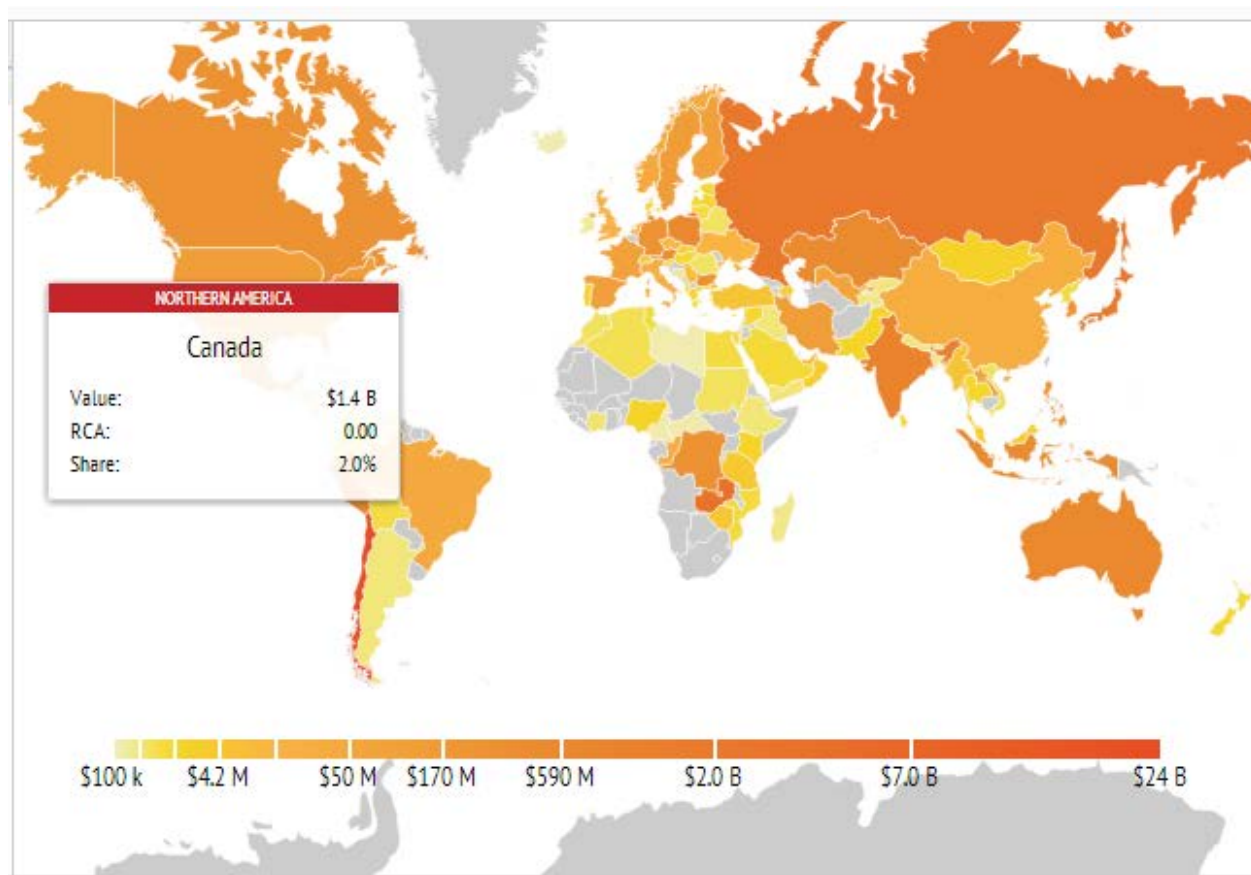 NORTHERN AMERICA
Canada
Value: $1.4 B
RCA: 0.00
Share: 2.0%
$100 k $4.2 M $50 M $170 M $590 M $2.0 B $7.0 B $24 B